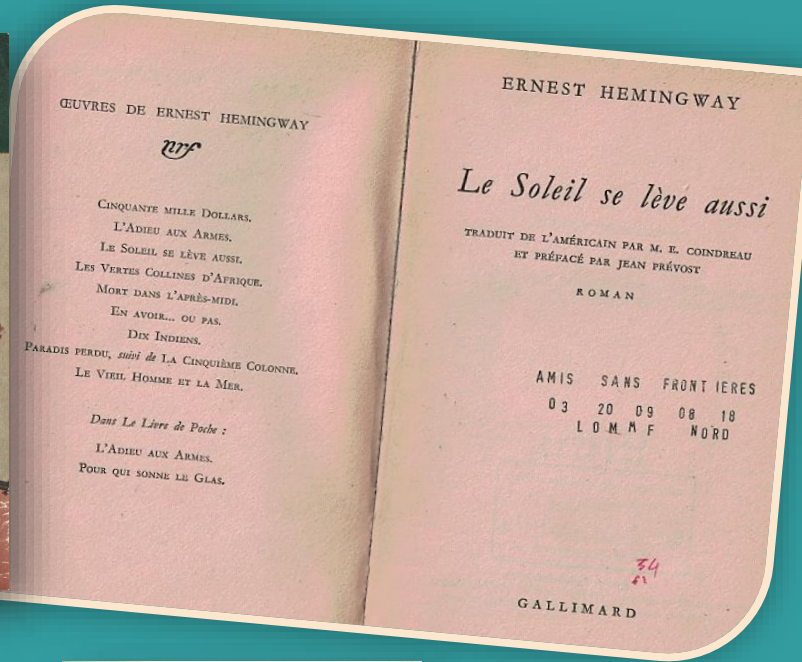 ŒUVRES DE ERNEST HEMINGWAY
nrf
CINQUANTE MILLE DOLLARS.
L'ADIEU AUX ARMES.
LE SOLEIL SE LÈVE AUSSI.
LES VERTES COLLINES D'AFRIQUE.
MORT DANS L'APRÈS-MIDI.
EN AVOIR... OU PAS.
DIX INDIENS.
PARADIS PERDU, suivi de LA CINQUIÈME COLONNE.
LE VIEIL HOMME ET LA MER.
Dans Le Livre de Poche :
L'ADIEU AUX ARMES.
POUR QUI SONNE LE GLAS.
ERNEST HEMINGWAY
Le Soleil se lève aussi
TRADUIT DE L'AMÉRICAIN PAR M. E. COINDREAU
ET PRÉFACÉ PAR JEAN PRÉVOST
ROMAN
AMIS SANS FRONTIERES
03 20 09 08 18
LOMMF NORD
54
GALLIMARD